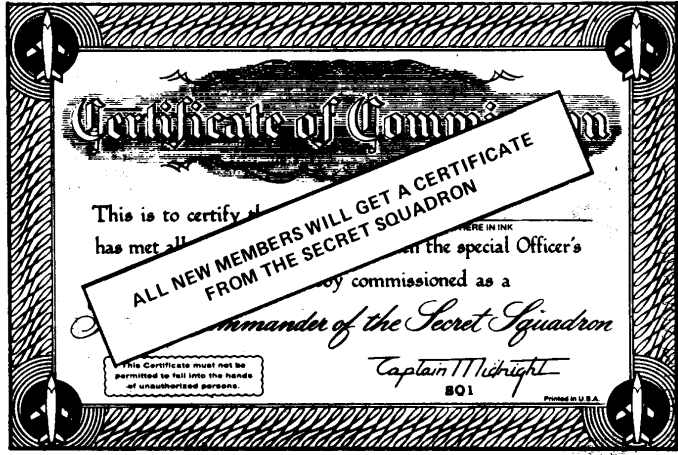 Certificate of Comm
ALL NEW MEMBERS WILL GET A CERTIFICATE
FROM THE SECRET SQUADRON
This is to certify
HERE IN INK
has met all the special Officer's
by commissioned as a
mmander of the Secret Squadron
This Certificate must not be
permitted to fall into the hands
of unauthorized persons.
Captain Midnight
SQ1
Printed in U.S.A.